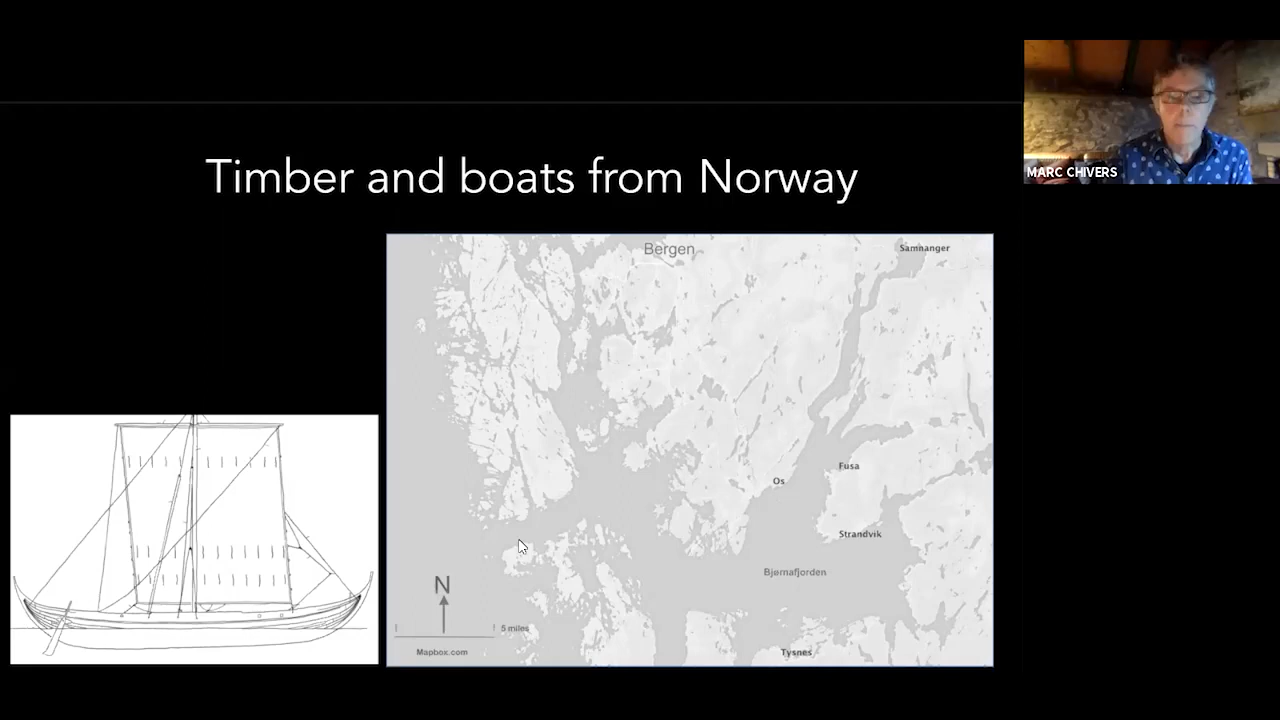 Timber and boats from Norway
MARC CHIVERS
Bergen
Samnanger
Fusa
Os
Strandvik
Bjørnafjorden
N
5 miles
Mapbox.com
Tysnes